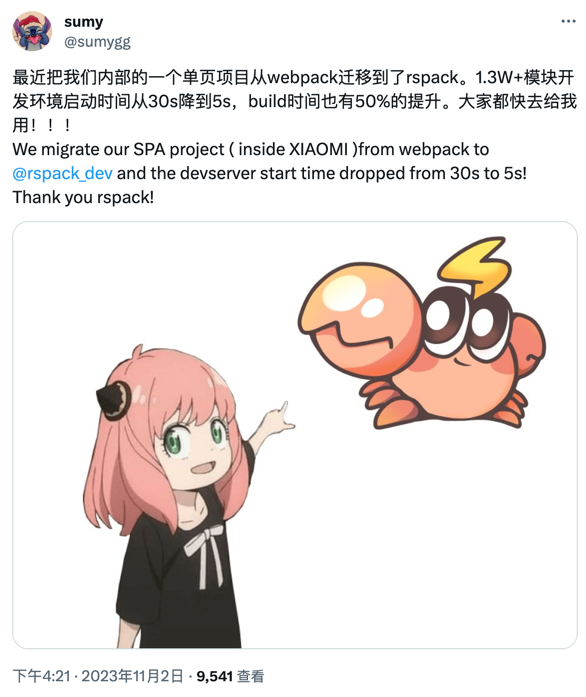 sumy
@sumygg
最近把我们内部的一个单页项目从webpack迁移到了rspack。1.3W+模块开
发环境启动时间从30s降到5s，build时间也有50%的提升。大家都快去给我
用！！！
We migrate our SPA project ( inside XIAOMI )from webpack to
@rspack_dev and the devserver start time dropped from 30s to 5s!
Thank you rspack!
下午4:21 · 2023年11月2日 · 9,541 查看